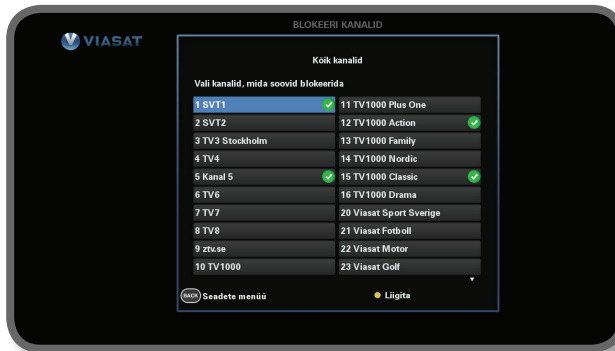 BLOKEERI KANALID
VIASAT
Kõik kanalid
Vali kanalid, mida soovid blokeerida
1 SVT1
2 SVT2
3 TV3 Stockholm
4 TV4
5 Kanal 5
6 TV6
7 TV7
8 TV8
9 ztv.se
10 TV1000
11 TV1000 Plus One
12 TV1000 Action
13 TV1000 Family
14 TV1000 Nordic
15 TV1000 Classic
16 TV1000 Drama
20 Viasat Sport Sverige
21 Viasat Fotboll
22 Viasat Motor
23 Viasat Golf
BACK Seadete menüü
Liigita